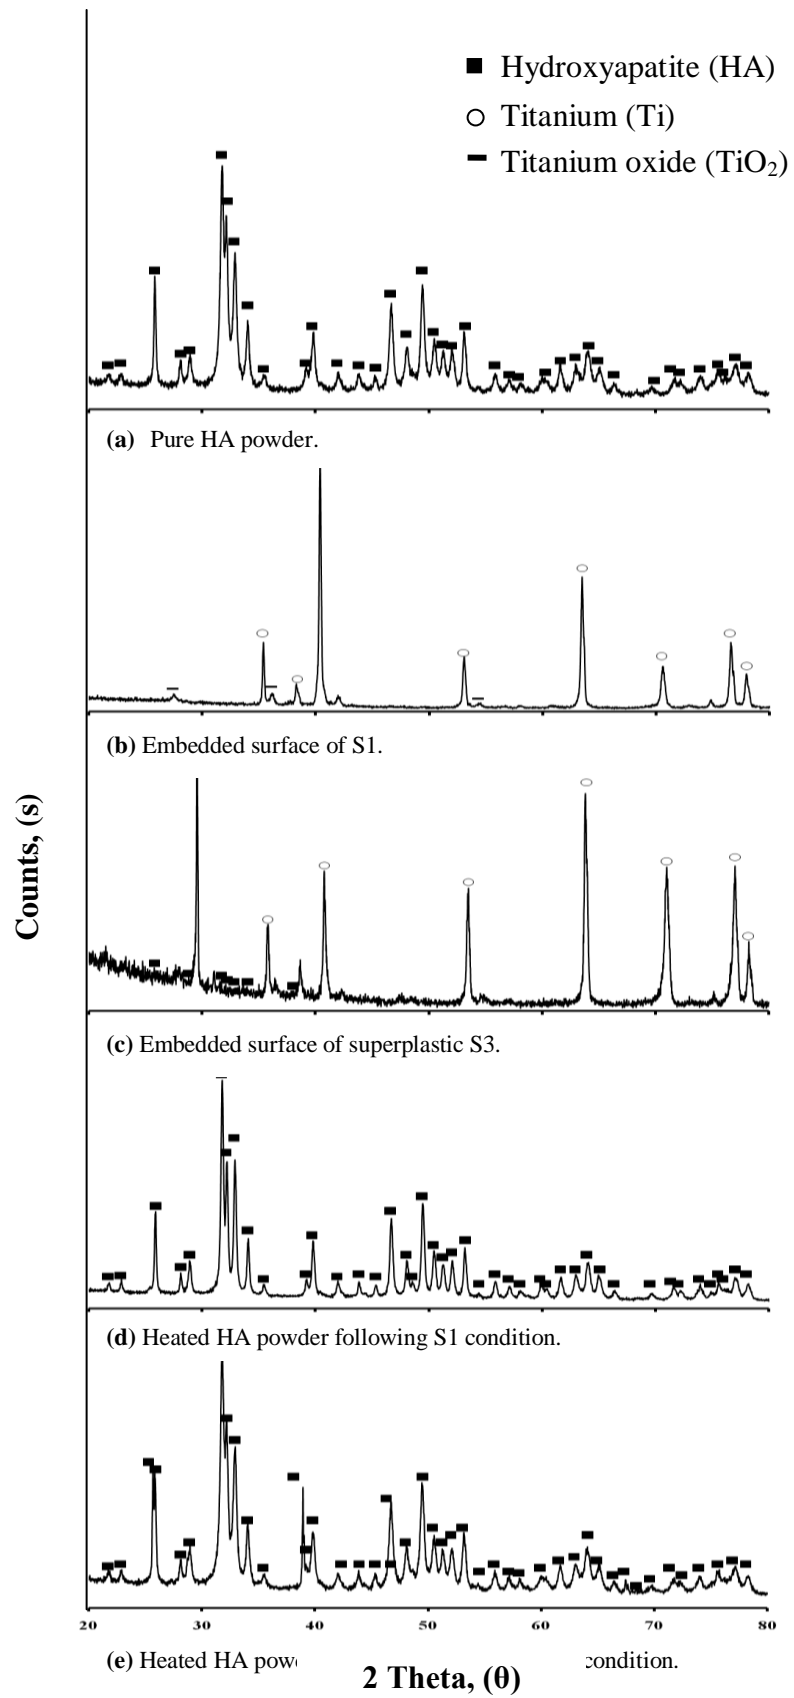 Hydroxyapatite (HA)
Titanium (Ti)
Titanium oxide (TiO₂)
(a) Pure HA powder.
(b) Embedded surface of S1.
Counts, (s)
(c) Embedded surface of superplastic S3.
(d) Heated HA powder following S1 condition.
20 30 40 50 60 70 80
(e) Heated HA condition.
2 Theta, (θ)